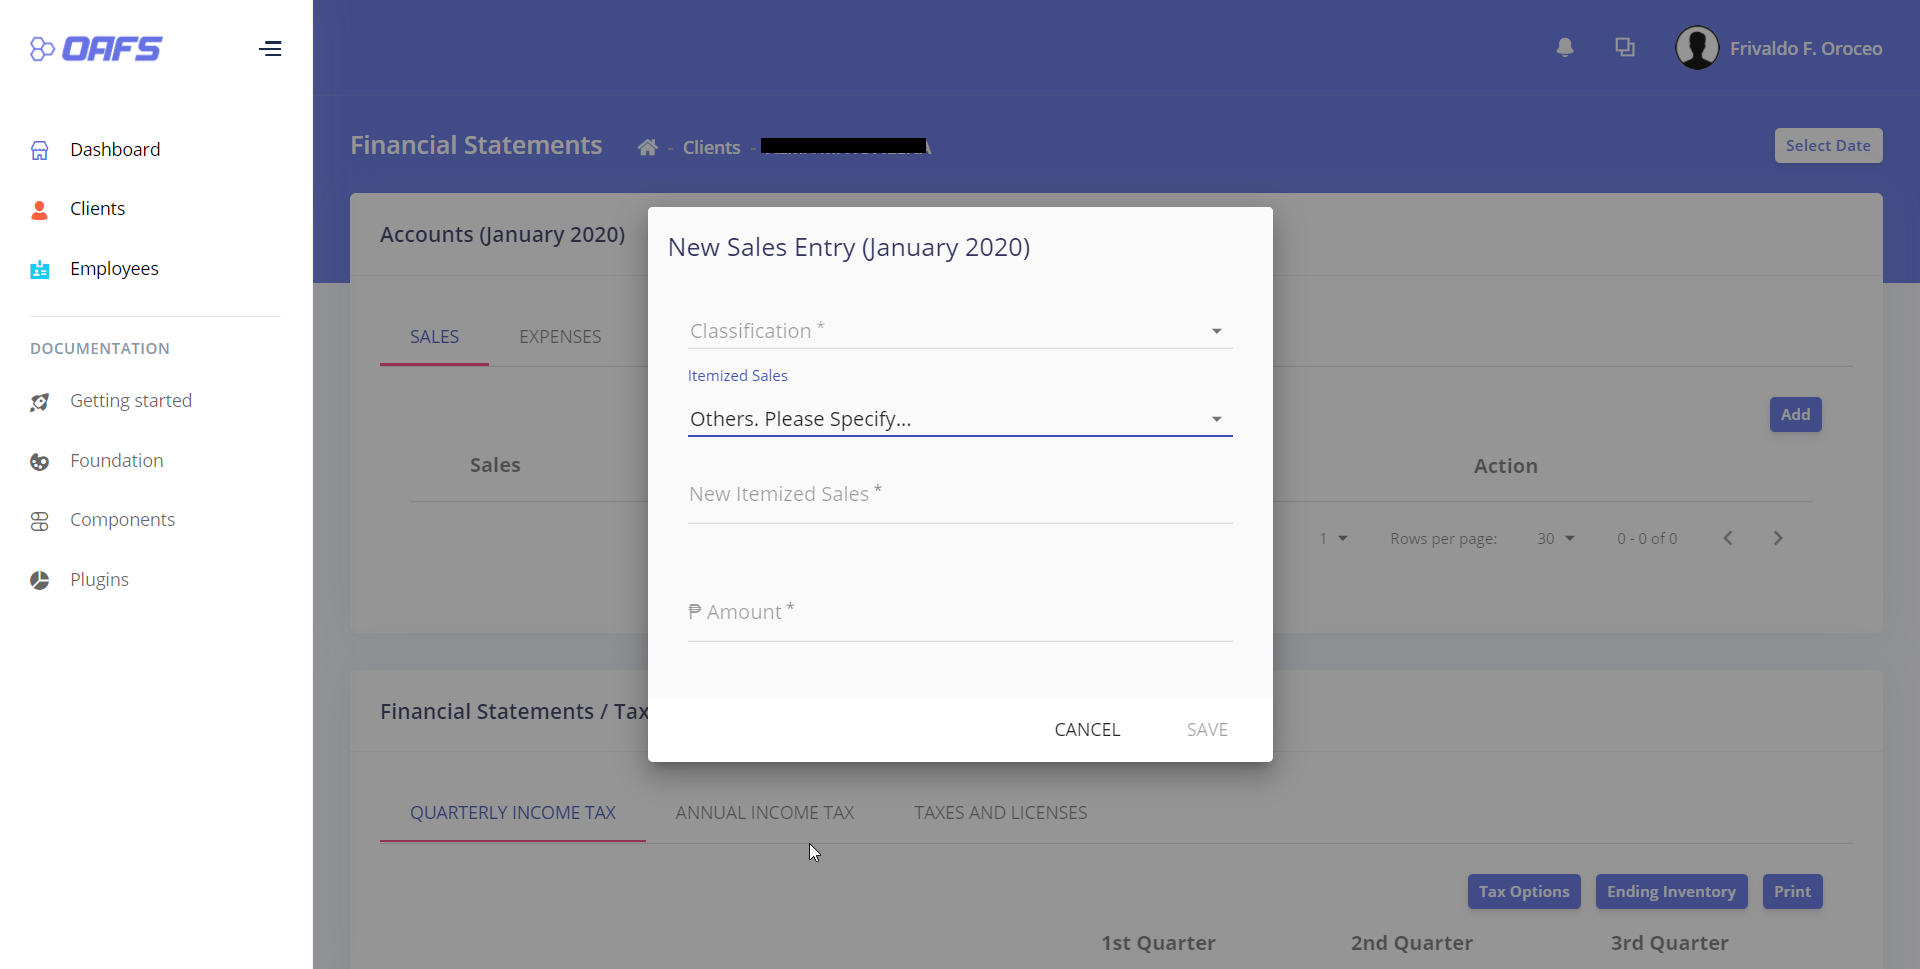 OAFS
Frivaldo F. Oroceo
Dashboard
Clients
Employees
DOCUMENTATION
Getting started
Foundation
Components
Plugins
Financial Statements
- Clients -
Select Date
Accounts (January 2020)
SALES EXPENSES
Add
Sales Action
1 Rows per page: 30 0 - 0 of 0
New Sales Entry (January 2020)
Classification *
Itemized Sales
Others. Please Specify...
New Itemized Sales *
₱ Amount *
CANCEL SAVE
Financial Statements / Tax
QUARTERLY INCOME TAX ANNUAL INCOME TAX TAXES AND LICENSES
Tax Options Ending Inventory Print
1st Quarter 2nd Quarter 3rd Quarter